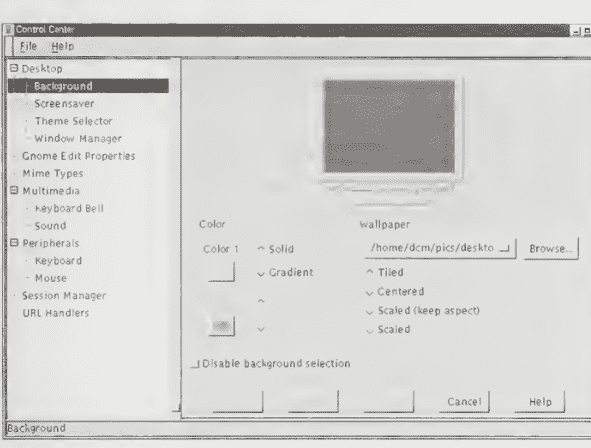 Control Center
File Help
Desktop
Background
Screensaver
Theme Selector
Window Manager
Gnome Edit Properties
Mime Types
Multimedia
Keyboard Bell
Sound
Peripherals
Keyboard
Mouse
Session Manager
URL Handlers
Color
Color 1
Solid
Gradient
Wallpaper
/home/dcm/pics/deskto
Browse...
Tiled
Centered
Scaled (keep aspect)
Scaled
Disable background selection
Cancel
Help
Background